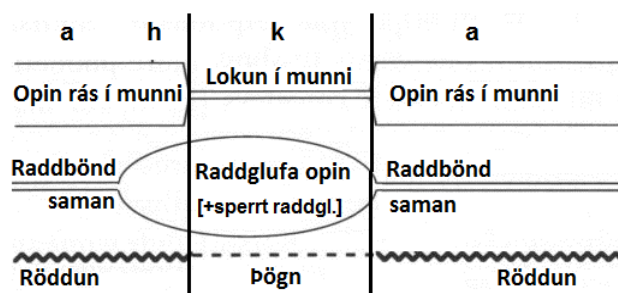 a h k a
Opin rás í munni Lokun í munni Opin rás í munni
Raddbönd saman
Raddglufa opin
[+sperrt raddgl.]
Raddbönd saman
Röddun Þögn Röddun